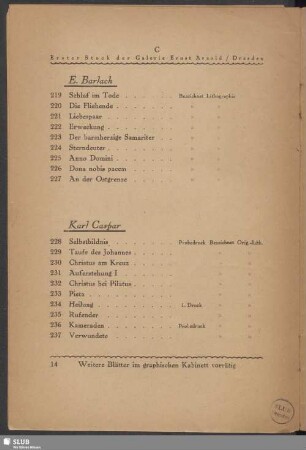 C
Erster Stock der Galerie Ernst Arnold / Dresden
E. Barlach
219 Schlaf im Tode . . . . . Bezeichnet Lithographie
220 Die Fliehende . . . . . " "
221 Liebespaar . . . . . " "
222 Erweckung . . . . . " "
223 Der barmherzige Samariter . . " "
224 Sterndeuter . . . . . " "
225 Anno Domini . . . . . " "
226 Dona nobis pacem . . . . " "
227 An der Ostgrenze . . . . " "
Karl Caspar
228 Selbstbildnis . . . . . Probedruck Bezeichnet Orig.-Lith.
229 Taufe des Johannes . . . . " "
230 Christus am Kreuz . . . . " "
231 Auferstehung I . . . . " "
232 Christus bei Pilatus . . . . " "
233 Pieta . . . . . " "
234 Heilung . . . . . 1. Druck " "
235 Rufender . . . . . " "
236 Kameraden . . . . . Probedruck " "
237 Verwundete . . . . . " "
14 Weitere Blätter im graphischen Kabinett vorrätig
SLUB